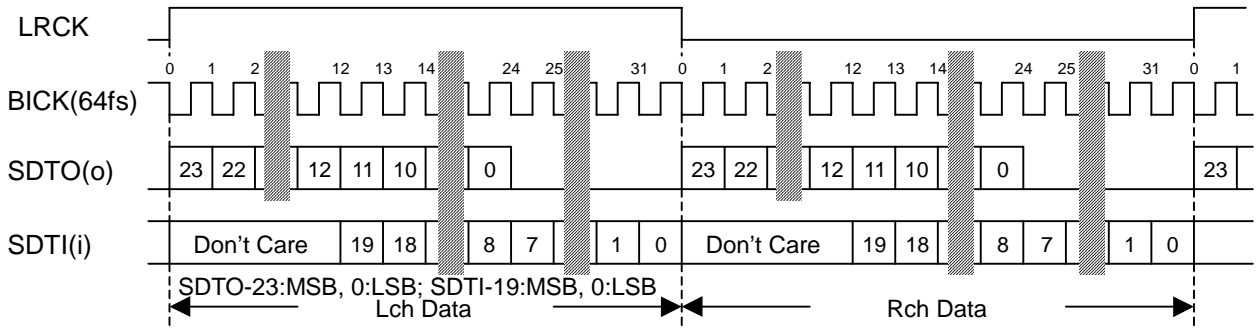 LRCK
0 1 2 12 13 14 24 25 31 0 1 2 12 13 14 24 25 31 0 1
BICK(64fs)
SDTO(o) 23 22 12 11 10 0 23 22 12 11 10 0 23
SDTI(i) Don't Care 19 18 8 7 1 0 Don't Care 19 18 8 7 1 0
SDTO-23:MSB, 0:LSB; SDTI-19:MSB, 0:LSB
Lch Data Rch Data